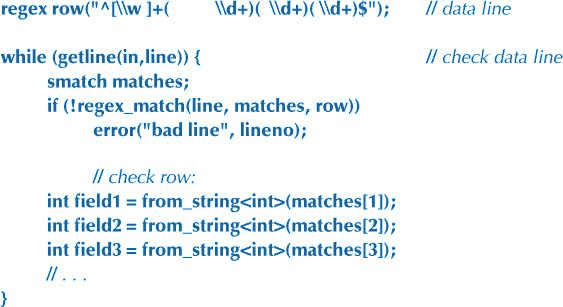 regex row("^[\\w ]+(        \\d+)(  \\d+)( \\d+)$");        // data line
while (getline(in,line)) {        // check data line
smatch matches;
if (!regex_match(line, matches, row))
error("bad line", lineno);
// check row:
int field1 = from_string<int>(matches[1]);
int field2 = from_string<int>(matches[2]);
int field3 = from_string<int>(matches[3]);
// . . .
}